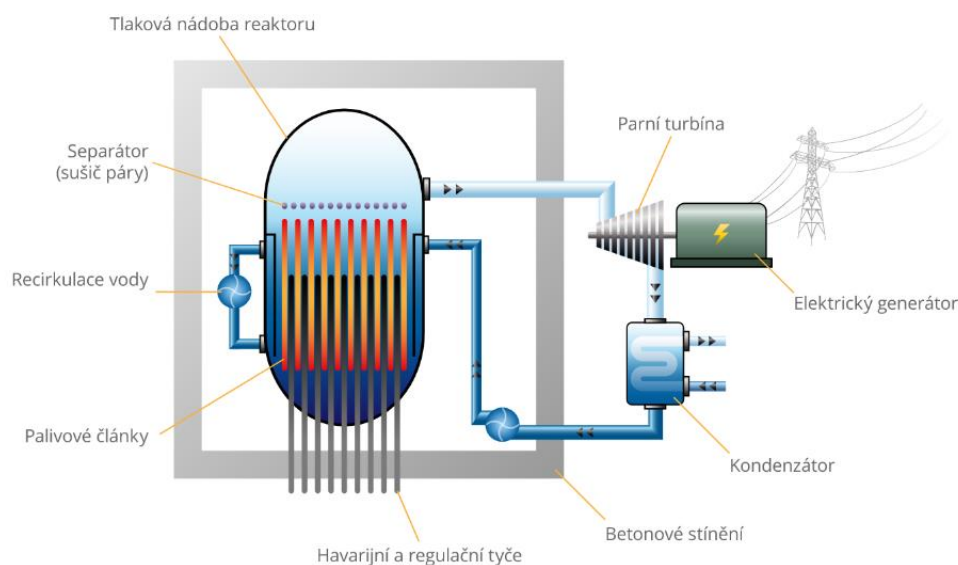 Tlaková nádoba reaktoru
Separátor
(sušič páry)
Parní turbína
Recirkulace vody
Elektrický generátor
Palivové články
Kondenzátor
Betonové stínění
Havarijní a regulační tyče